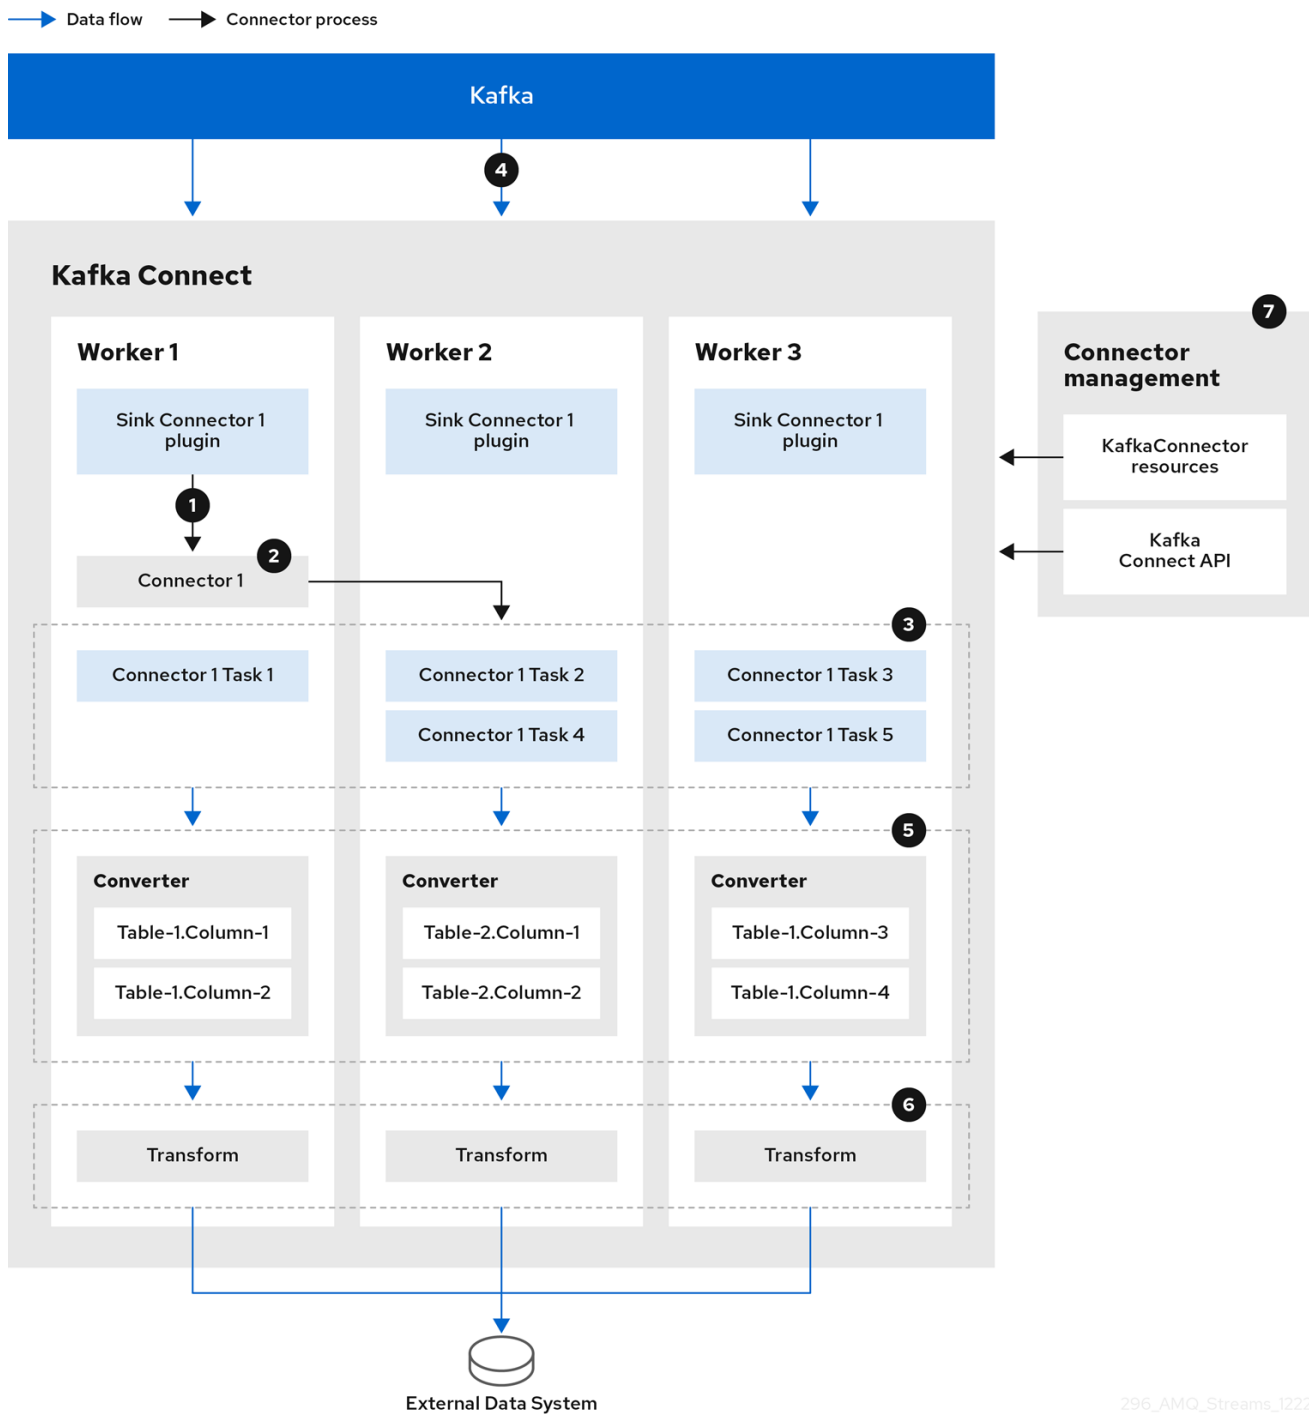 Data flow
Connector process
Kafka
4
Kafka Connect
7
Worker 1
Worker 2
Worker 3
Connector
management
Sink Connector 1
plugin
Sink Connector 1
plugin
Sink Connector 1
plugin
KafkaConnector
resources
1
Kafka
Connect API
2
Connector 1
3
Connector 1 Task 1
Connector 1 Task 2
Connector 1 Task 3
Connector 1 Task 4
Connector 1 Task 5
5
Converter
Converter
Converter
Table-1.Column-1
Table-2.Column-1
Table-1.Column-3
Table-1.Column-2
Table-2.Column-2
Table-1.Column-4
6
Transform
Transform
Transform
External Data System
296_AMQ_Streams_1222